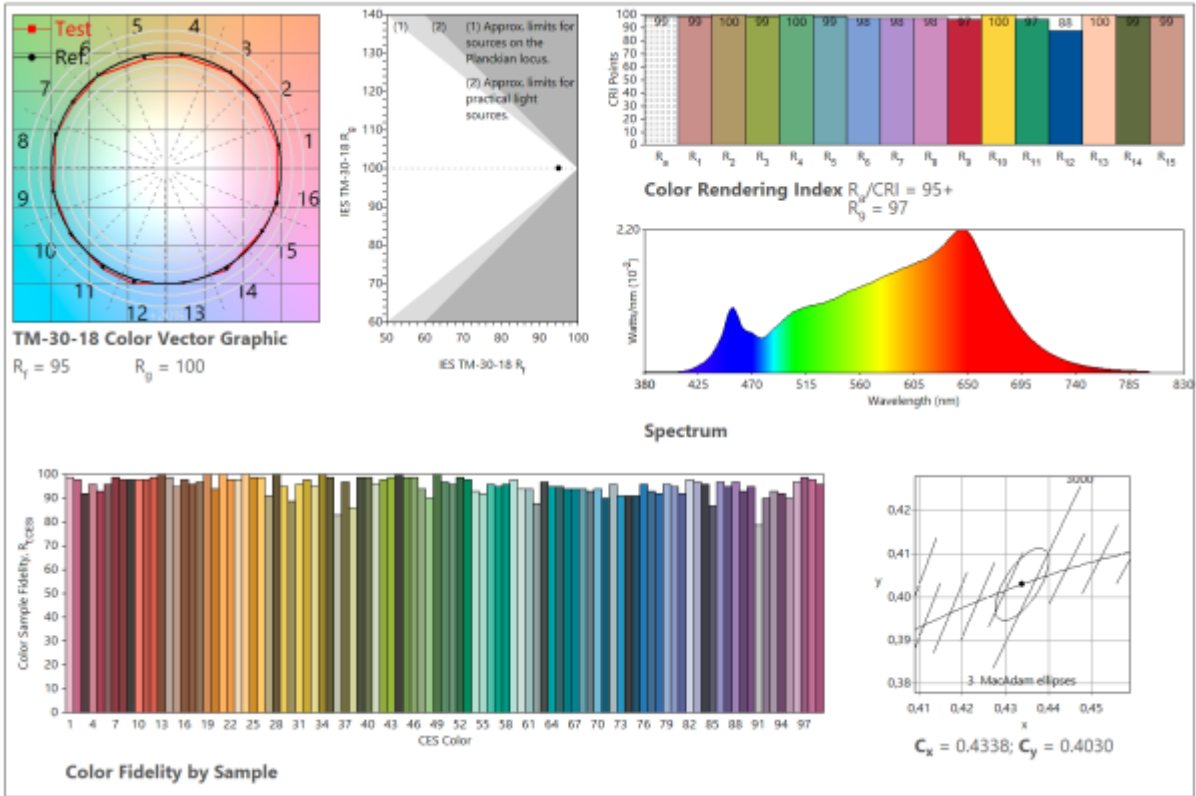 Test
Ref.
5 4
6 3
7 2
8 1
9 16
10 15
11 14
12 13
TM-30-18 Color Vector Graphic
Rf = 95 Rg = 100
140
130
120
110
100
90
80
70
60
IES TM-30-18 Rg
(1) (2) (1) Approx. limits for
sources on the
Planckian locus.
(2) Approx. limits for
practical light
sources.
50 60 70 80 90 100
IES TM-30-18 Rf
100
90
80
70
60
50
40
30
20
10
0
CRI Points
99 99 100 99 100 99 98 98 98 97 100 97 88 100 99 99
Ra R1 R2 R3 R4 R5 R6 R7 R8 R9 R10 R11 R12 R13 R14 R15
Color Rendering Index Ra/CRI = 95+
R9 = 97
2.20
Watts/nm (10⁻²)
380 425 470 515 560 605 650 695 740 785 830
Wavelength (nm)
Spectrum
100
90
80
70
60
50
40
30
20
10
0
Color Sample Fidelity, Rf,CESi
1 4 7 10 13 16 19 22 25 28 31 34 37 40 43 46 49 52 55 58 61 64 67 70 73 76 79 82 85 88 91 94 97
CES Color
Color Fidelity by Sample
3000
0,42
0,41
0,40
0,39
0,38
y
3 MacAdam ellipses
0,41 0,42 0,43 0,44 0,45
x
Cx = 0.4338; Cy = 0.4030